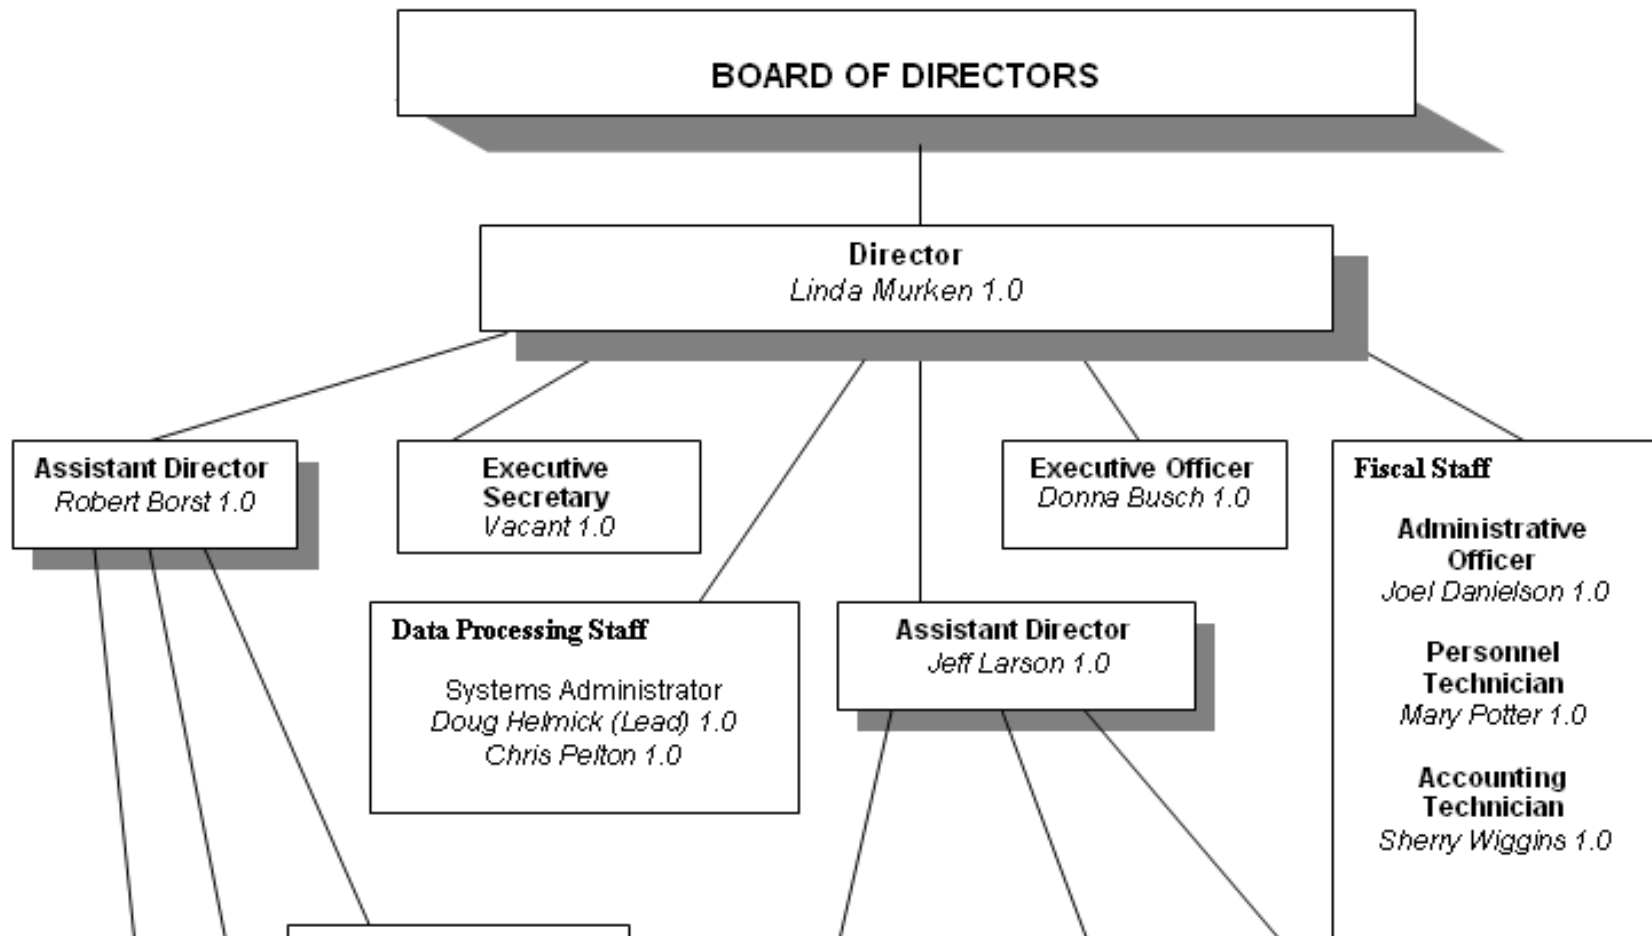 BOARD OF DIRECTORS
Director
Linda Murken 1.0
Assistant Director
Robert Borst 1.0
Executive
Secretary
Vacant 1.0
Executive Officer
Donna Busch 1.0
Fiscal Staff
Administrative
Officer
Joel Danielson 1.0
Personnel
Technician
Mary Potter 1.0
Accounting
Technician
Sherry Wiggins 1.0
Data Processing Staff
Systems Administrator
Doug Helmick (Lead) 1.0
Chris Pelton 1.0
Assistant Director
Jeff Larson 1.0